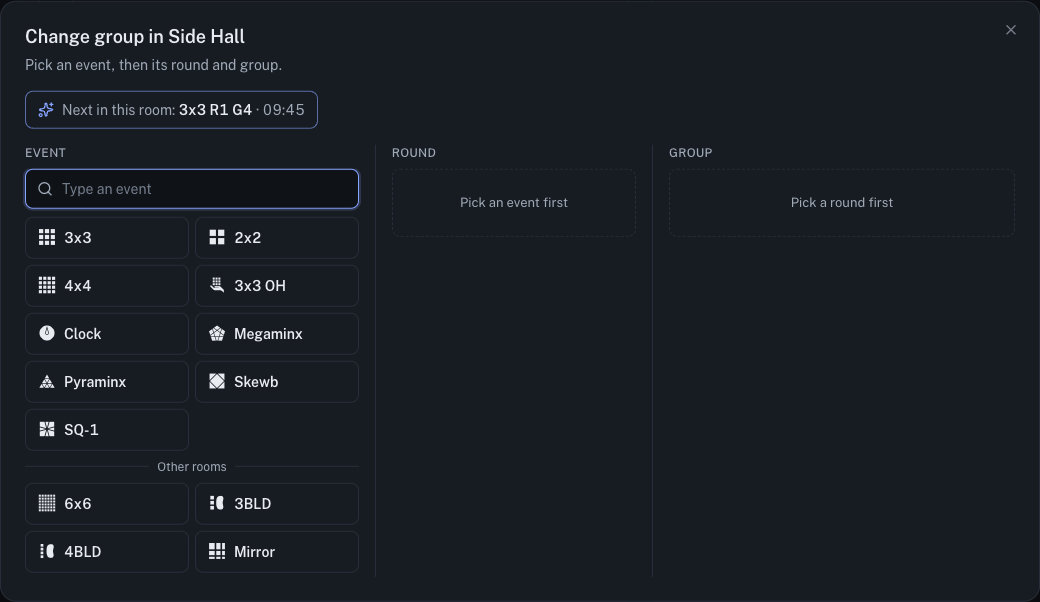 Change group in Side Hall
Pick an event, then its round and group.
Next in this room: 3x3 R1 G4 · 09:45
EVENT
Type an event
3x3
2x2
4x4
3x3 OH
Clock
Megaminx
Pyraminx
Skewb
SQ-1
Other rooms
6x6
3BLD
4BLD
Mirror
ROUND
Pick an event first
GROUP
Pick a round first